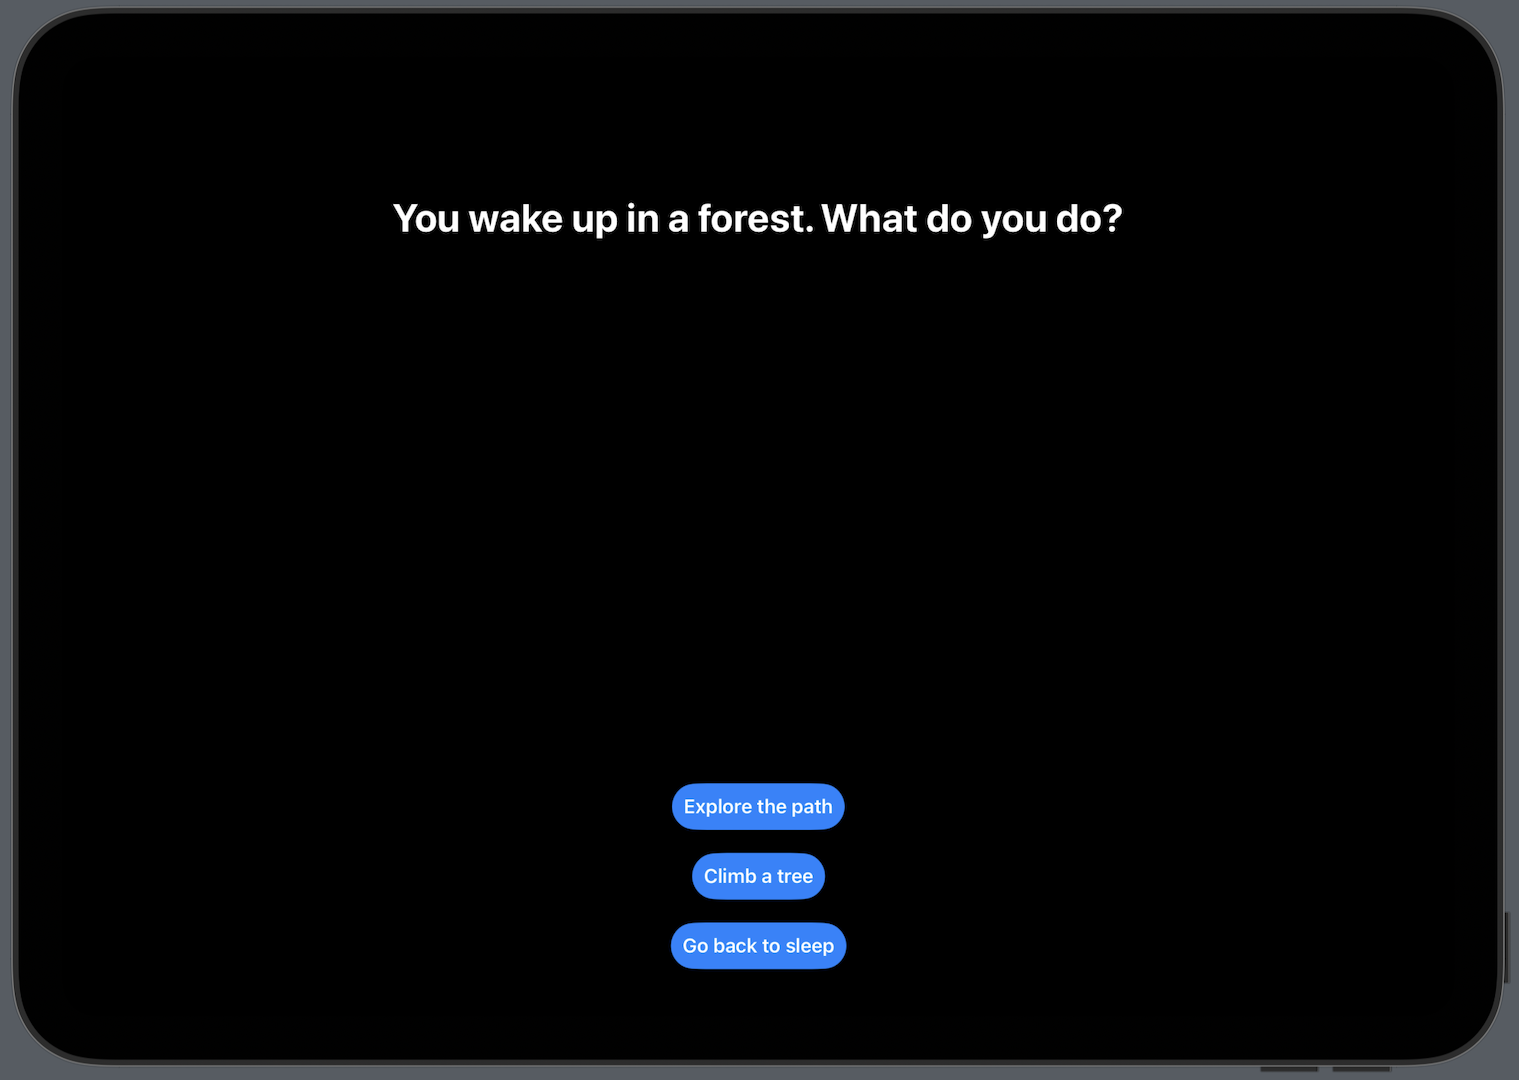 You wake up in a forest. What do you do?
Explore the path
Climb a tree
Go back to sleep